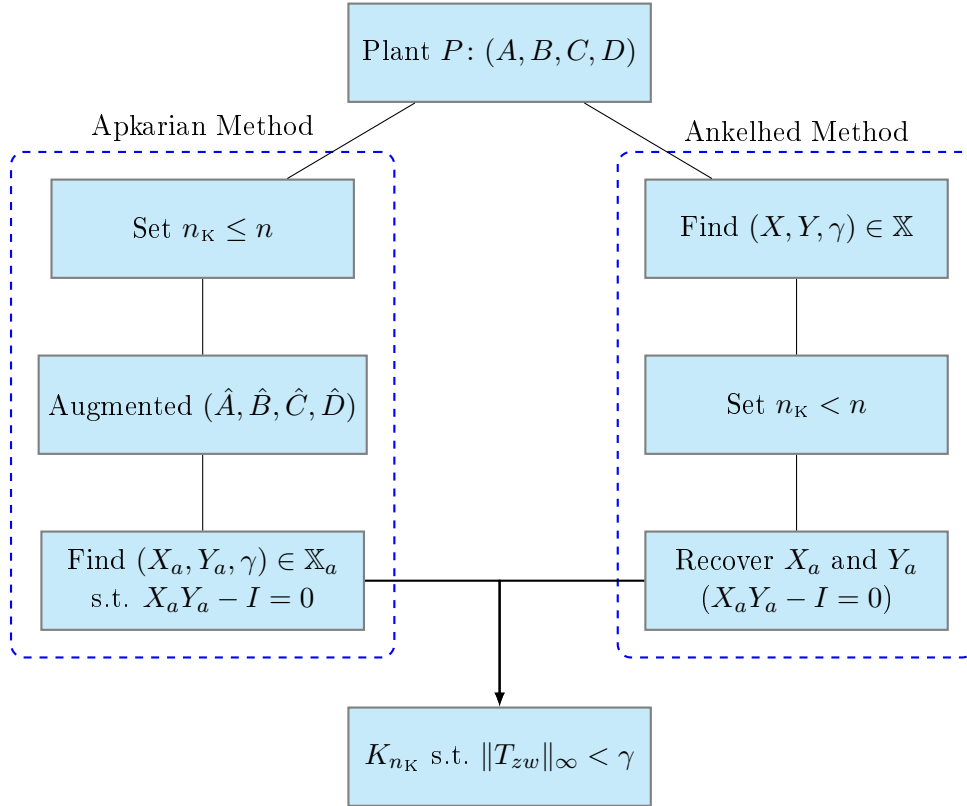 Plant P: (A, B, C, D)
Apkarian Method
Set n_K ≤ n
Augmented (Â, B̂, Ĉ, D̂)
Find (X_a, Y_a, γ) ∈ 𝕏_a
s.t. X_aY_a − I = 0
Ankelhed Method
Find (X, Y, γ) ∈ 𝕏
Set n_K < n
Recover X_a and Y_a
(X_aY_a − I = 0)
K_{n_K} s.t. ‖T_{zw}‖_∞ < γ